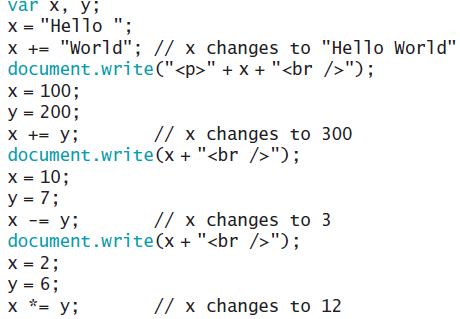 var x, y;
x = "Hello ";
x += "World"; // x changes to "Hello World"
document.write("<p>" + x + "<br />");
x = 100;
y = 200;
x += y; // x changes to 300
document.write(x + "<br />");
x = 10;
y = 7;
x -= y; // x changes to 3
document.write(x + "<br />");
x = 2;
y = 6;
x *= y; // x changes to 12